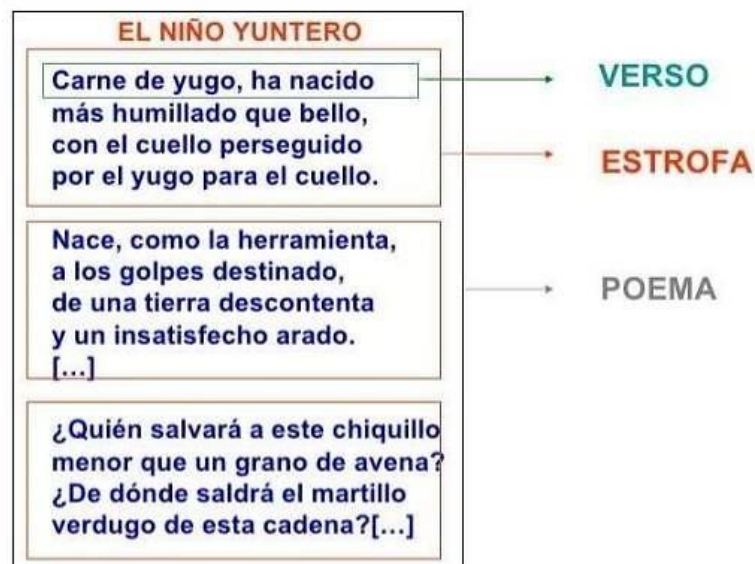 EL NIÑO YUNTERO
Carne de yugo, ha nacido
más humillado que bello,
con el cuello perseguido
por el yugo para el cuello.
Nace, como la herramienta,
a los golpes destinado,
de una tierra descontenta
y un insatisfecho arado.
[...]
¿Quién salvará a este chiquillo
menor que un grano de avena?
¿De dónde saldrá el martillo
verdugo de esta cadena?[...]
VERSO
ESTROFA
POEMA